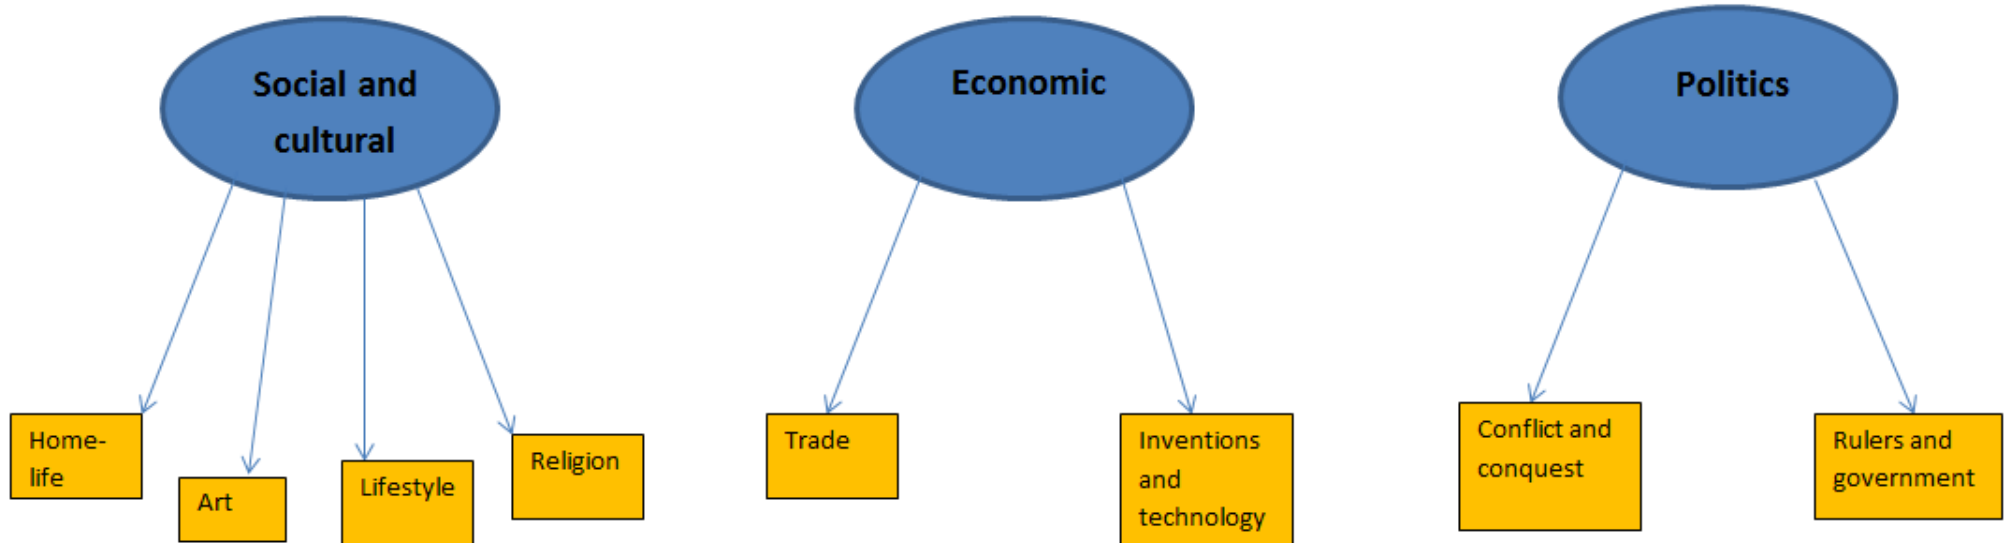 Social and
cultural
Economic
Politics
Home-
life
Art
Lifestyle
Religion
Trade
Inventions
and
technology
Conflict and
conquest
Rulers and
government